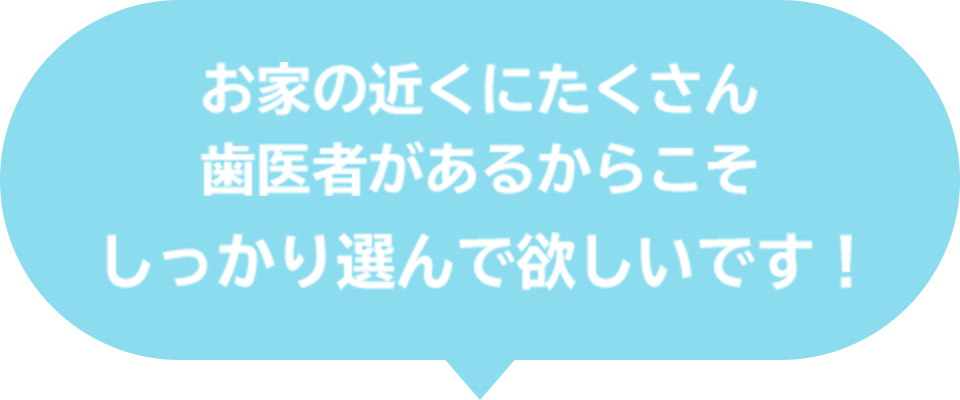 お家の近くにたくさん
歯医者があるからこそ
しっかり選んで欲しいです！